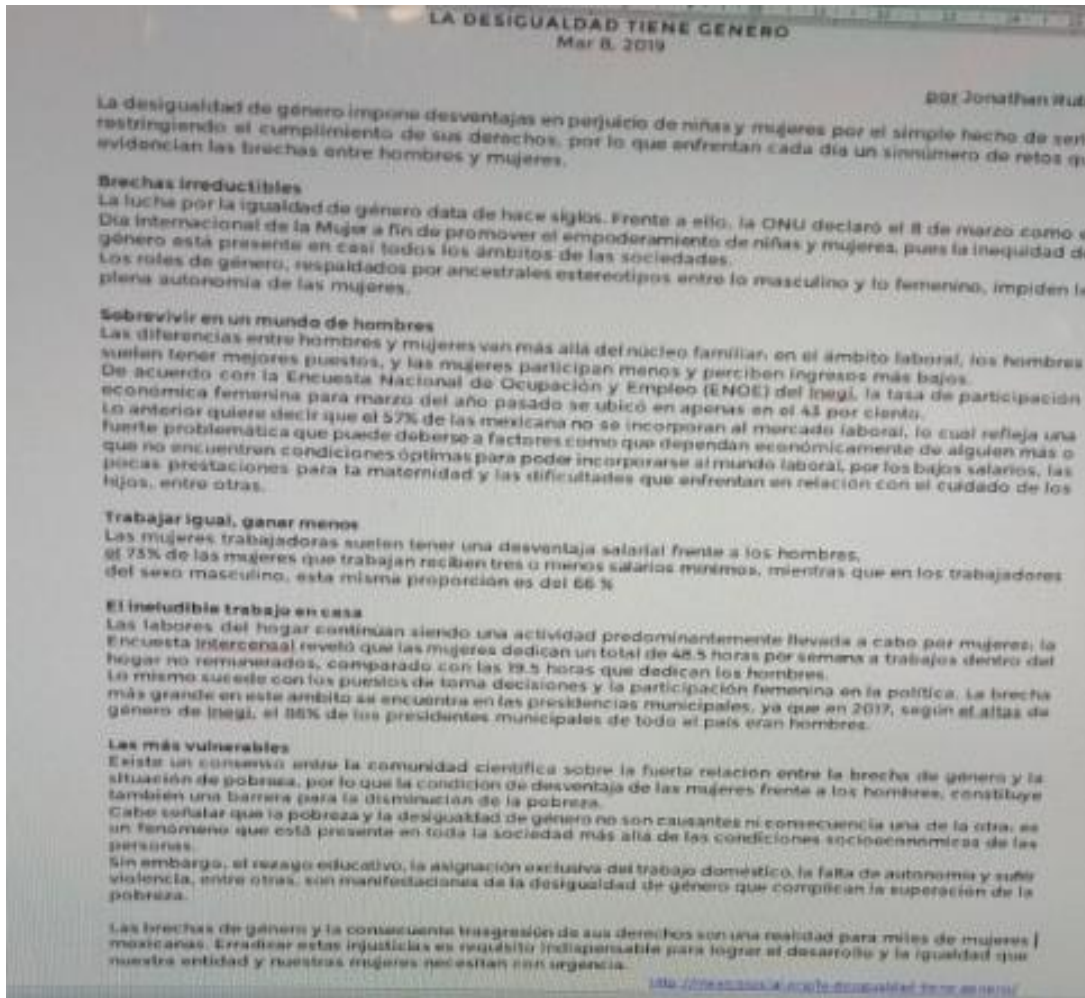 LA DESIGUALDAD TIENE GENERO
Mar 8, 2019
por Jonathan
La desigualdad de género impone desventajas en perjuicio de niñas y mujeres por el simple hecho de
restringiendo el cumplimiento de sus derechos, por lo que enfrentan cada día un sinnúmero de retos
evidencian las brechas entre hombres y mujeres.
Brechas irreductibles
La lucha por la igualdad de género data de hace siglos. Frente a ello, la ONU declaró el 8 de marzo como
Día Internacional de la Mujer a fin de promover el empoderamiento de niñas y mujeres, pues la inequidad
género está presente en casi todos los ámbitos de las sociedades.
Los roles de género, respaldados por ancestrales estereotipos entre lo masculino y lo femenino, impiden
plena autonomía de las mujeres.
Sobrevivir en un mundo de hombres
Las diferencias entre hombres y mujeres van más allá del núcleo familiar; en el ámbito laboral, los hombres
suelen tener mejores puestos, y las mujeres participan menos y perciben ingresos más bajos.
De acuerdo con la Encuesta Nacional de Ocupación y Empleo (ENOE) del Inegi, la tasa de participación
económica femenina para marzo del año pasado se ubicó en apenas en el 43 por ciento.
Lo anterior quiere decir que el 57% de las mexicana no se incorporan al mercado laboral, lo cual refleja una
fuerte problemática que puede deberse a factores como que dependan económicamente de alguien más o
que no encuentren condiciones óptimas para poder incorporarse al mundo laboral, por los bajos salarios, las
pocas prestaciones para la maternidad y las dificultades que enfrentan en relación con el cuidado de los
hijos, entre otras.
Trabajar igual, ganar menos
Las mujeres trabajadoras suelen tener una desventaja salarial frente a los hombres,
el 75% de las mujeres que trabajan reciben tres o menos salarios mínimos, mientras que en los trabajadores
del sexo masculino, esta misma proporción es del 66 %
El ineludible trabajo en casa
Las labores del hogar continúan siendo una actividad predominantemente llevada a cabo por mujeres; la
Encuesta Intercensal reveló que las mujeres dedican un total de 48.5 horas por semana a trabajos dentro del
hogar no remunerados, comparado con las 19.5 horas que dedican los hombres.
Lo mismo sucede con los puestos de toma decisiones y la participación femenina en la política. La brecha
más grande en este ámbito se encuentra en las presidencias municipales, ya que en 2017, según el altas de
género de Inegi, el 86% de los presidentes municipales de todo el país eran hombres.
Las más vulnerables
Existe un consenso entre la comunidad científica sobre la fuerte relación entre la brecha de género y la
situación de pobreza, por lo que la condición de desventaja de las mujeres frente a los hombres, constituye
también una barrera para la disminución de la pobreza.
Cabe señalar que la pobreza y la desigualdad de género no son causantes ni consecuencia una de la otra; es
un fenómeno que está presente en toda la sociedad más allá de las condiciones socioeconómicas de las
personas.
Sin embargo, el rezago educativo, la asignación exclusiva del trabajo doméstico, la falta de autonomía y sufrir
violencia, entre otras, son manifestaciones de la desigualdad de género que complican la superación de la
pobreza.
Las brechas de género y la consecuente trasgresión de sus derechos son una realidad para miles de mujeres
mexicanas. Erradicar estas injusticias es requisito indispensable para lograr el desarrollo y la igualdad que
nuestra entidad y nuestras mujeres necesitan con urgencia.